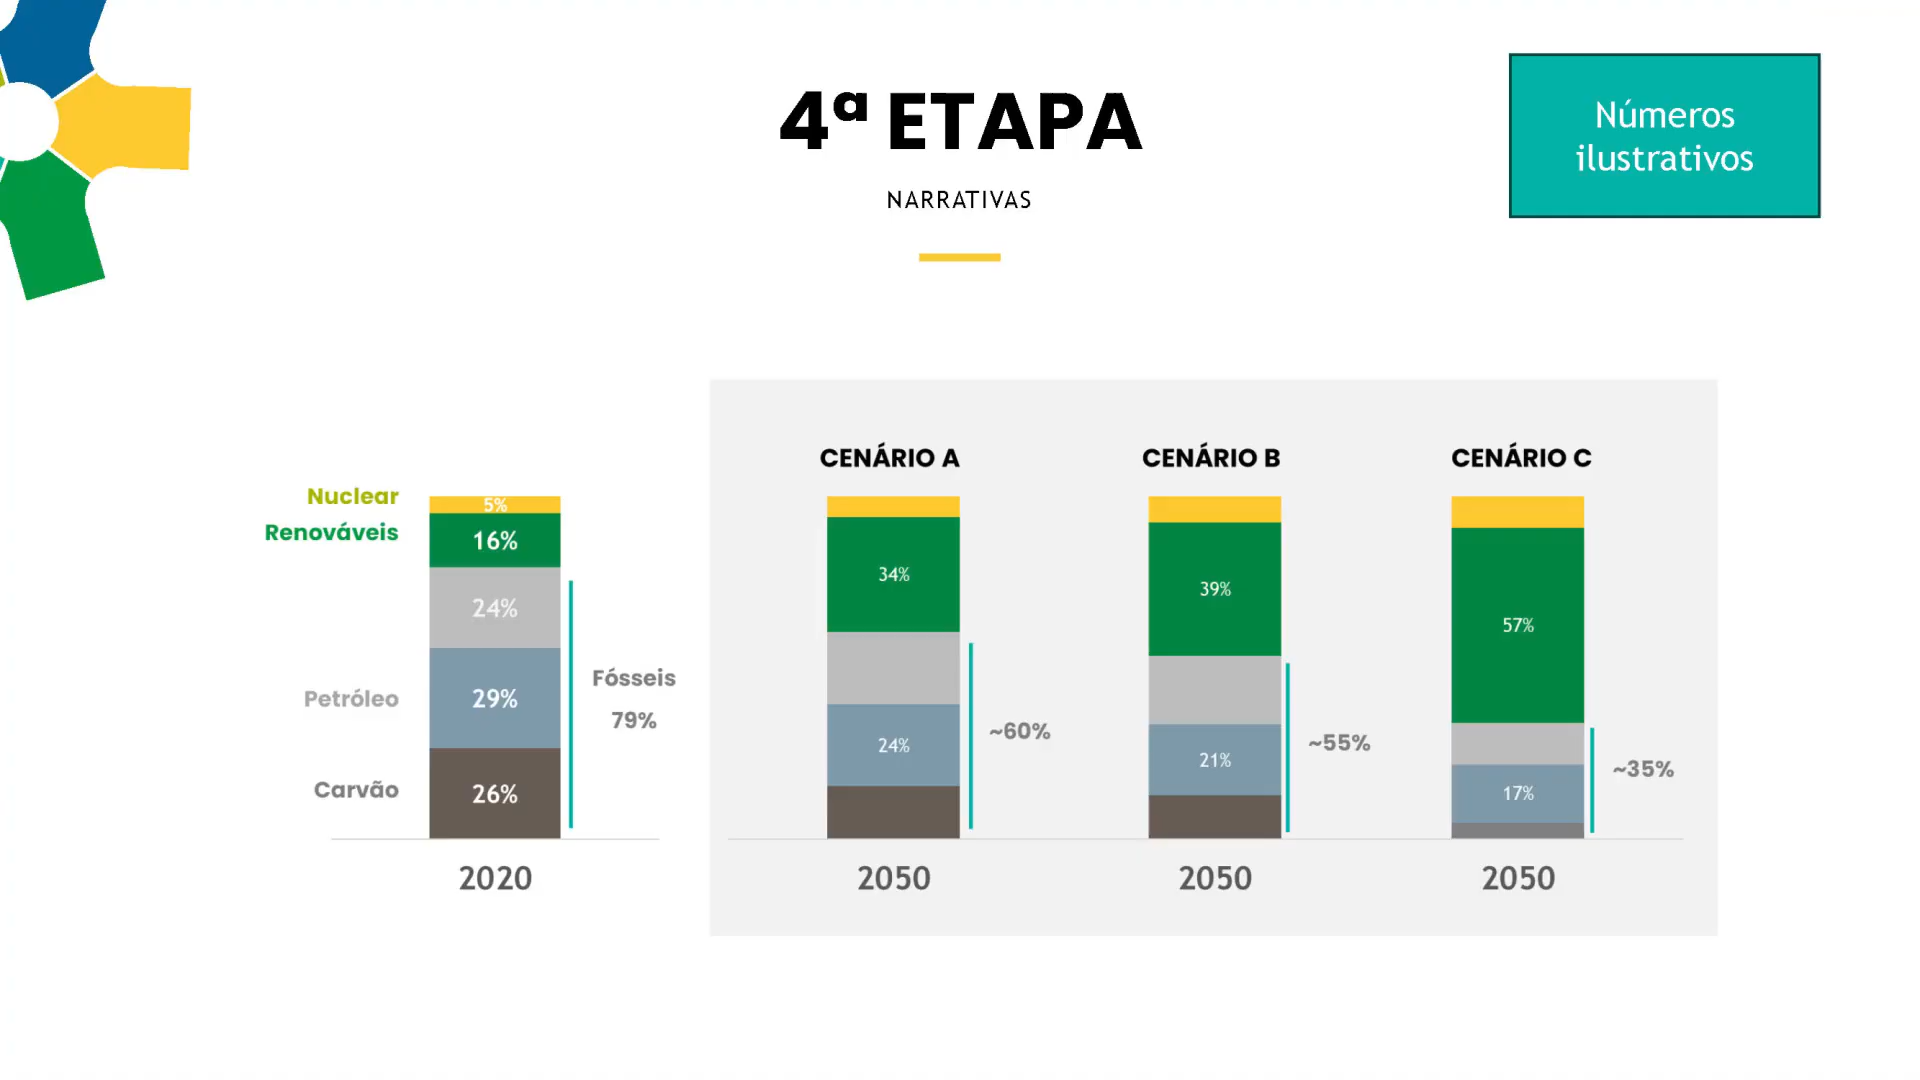 4ª ETAPA
NARRATIVAS
Números
ilustrativos
Nuclear
Renováveis
Petróleo
Carvão
5%
16%
24%
29%
26%
Fósseis
79%
2020
CENÁRIO A
34%
24%
~60%
2050
CENÁRIO B
39%
21%
~55%
2050
CENÁRIO C
57%
17%
~35%
2050